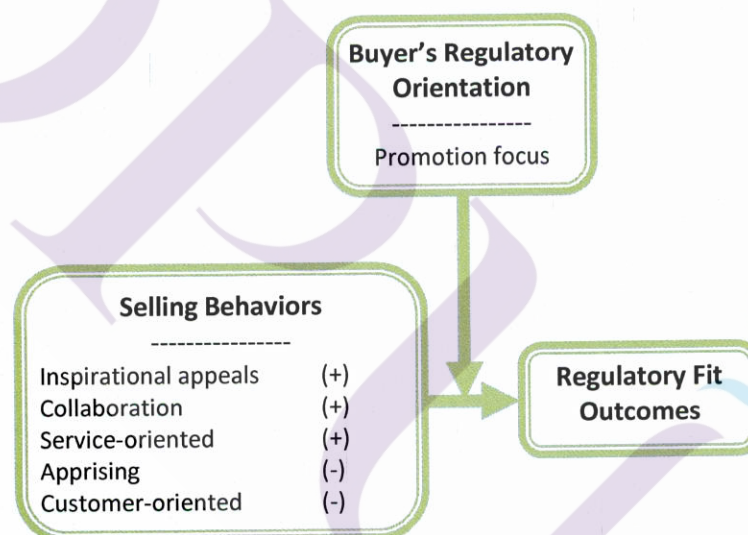 Buyer's Regulatory
Orientation
----------------
Promotion focus
Selling Behaviors
----------------
Inspirational appeals (+)
Collaboration (+)
Service-oriented (+)
Apprising (-)
Customer-oriented (-)
Regulatory Fit
Outcomes